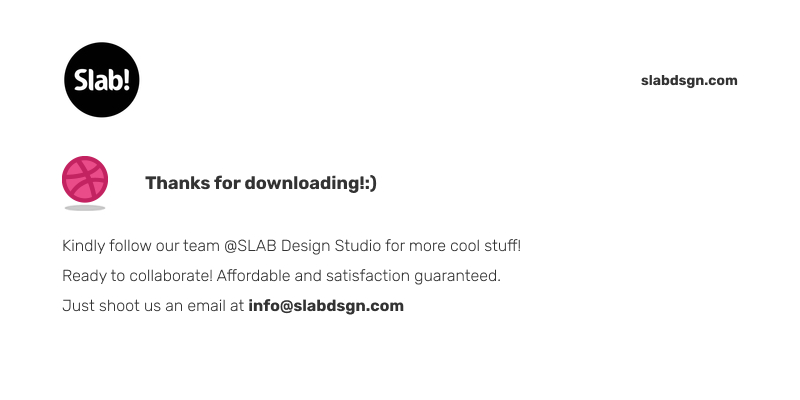 Slab!
slabdsgn.com
Thanks for downloading!:)
Kindly follow our team @SLAB Design Studio for more cool stuff!
Ready to collaborate! Affordable and satisfaction guaranteed.
Just shoot us an email at info@slabdsgn.com